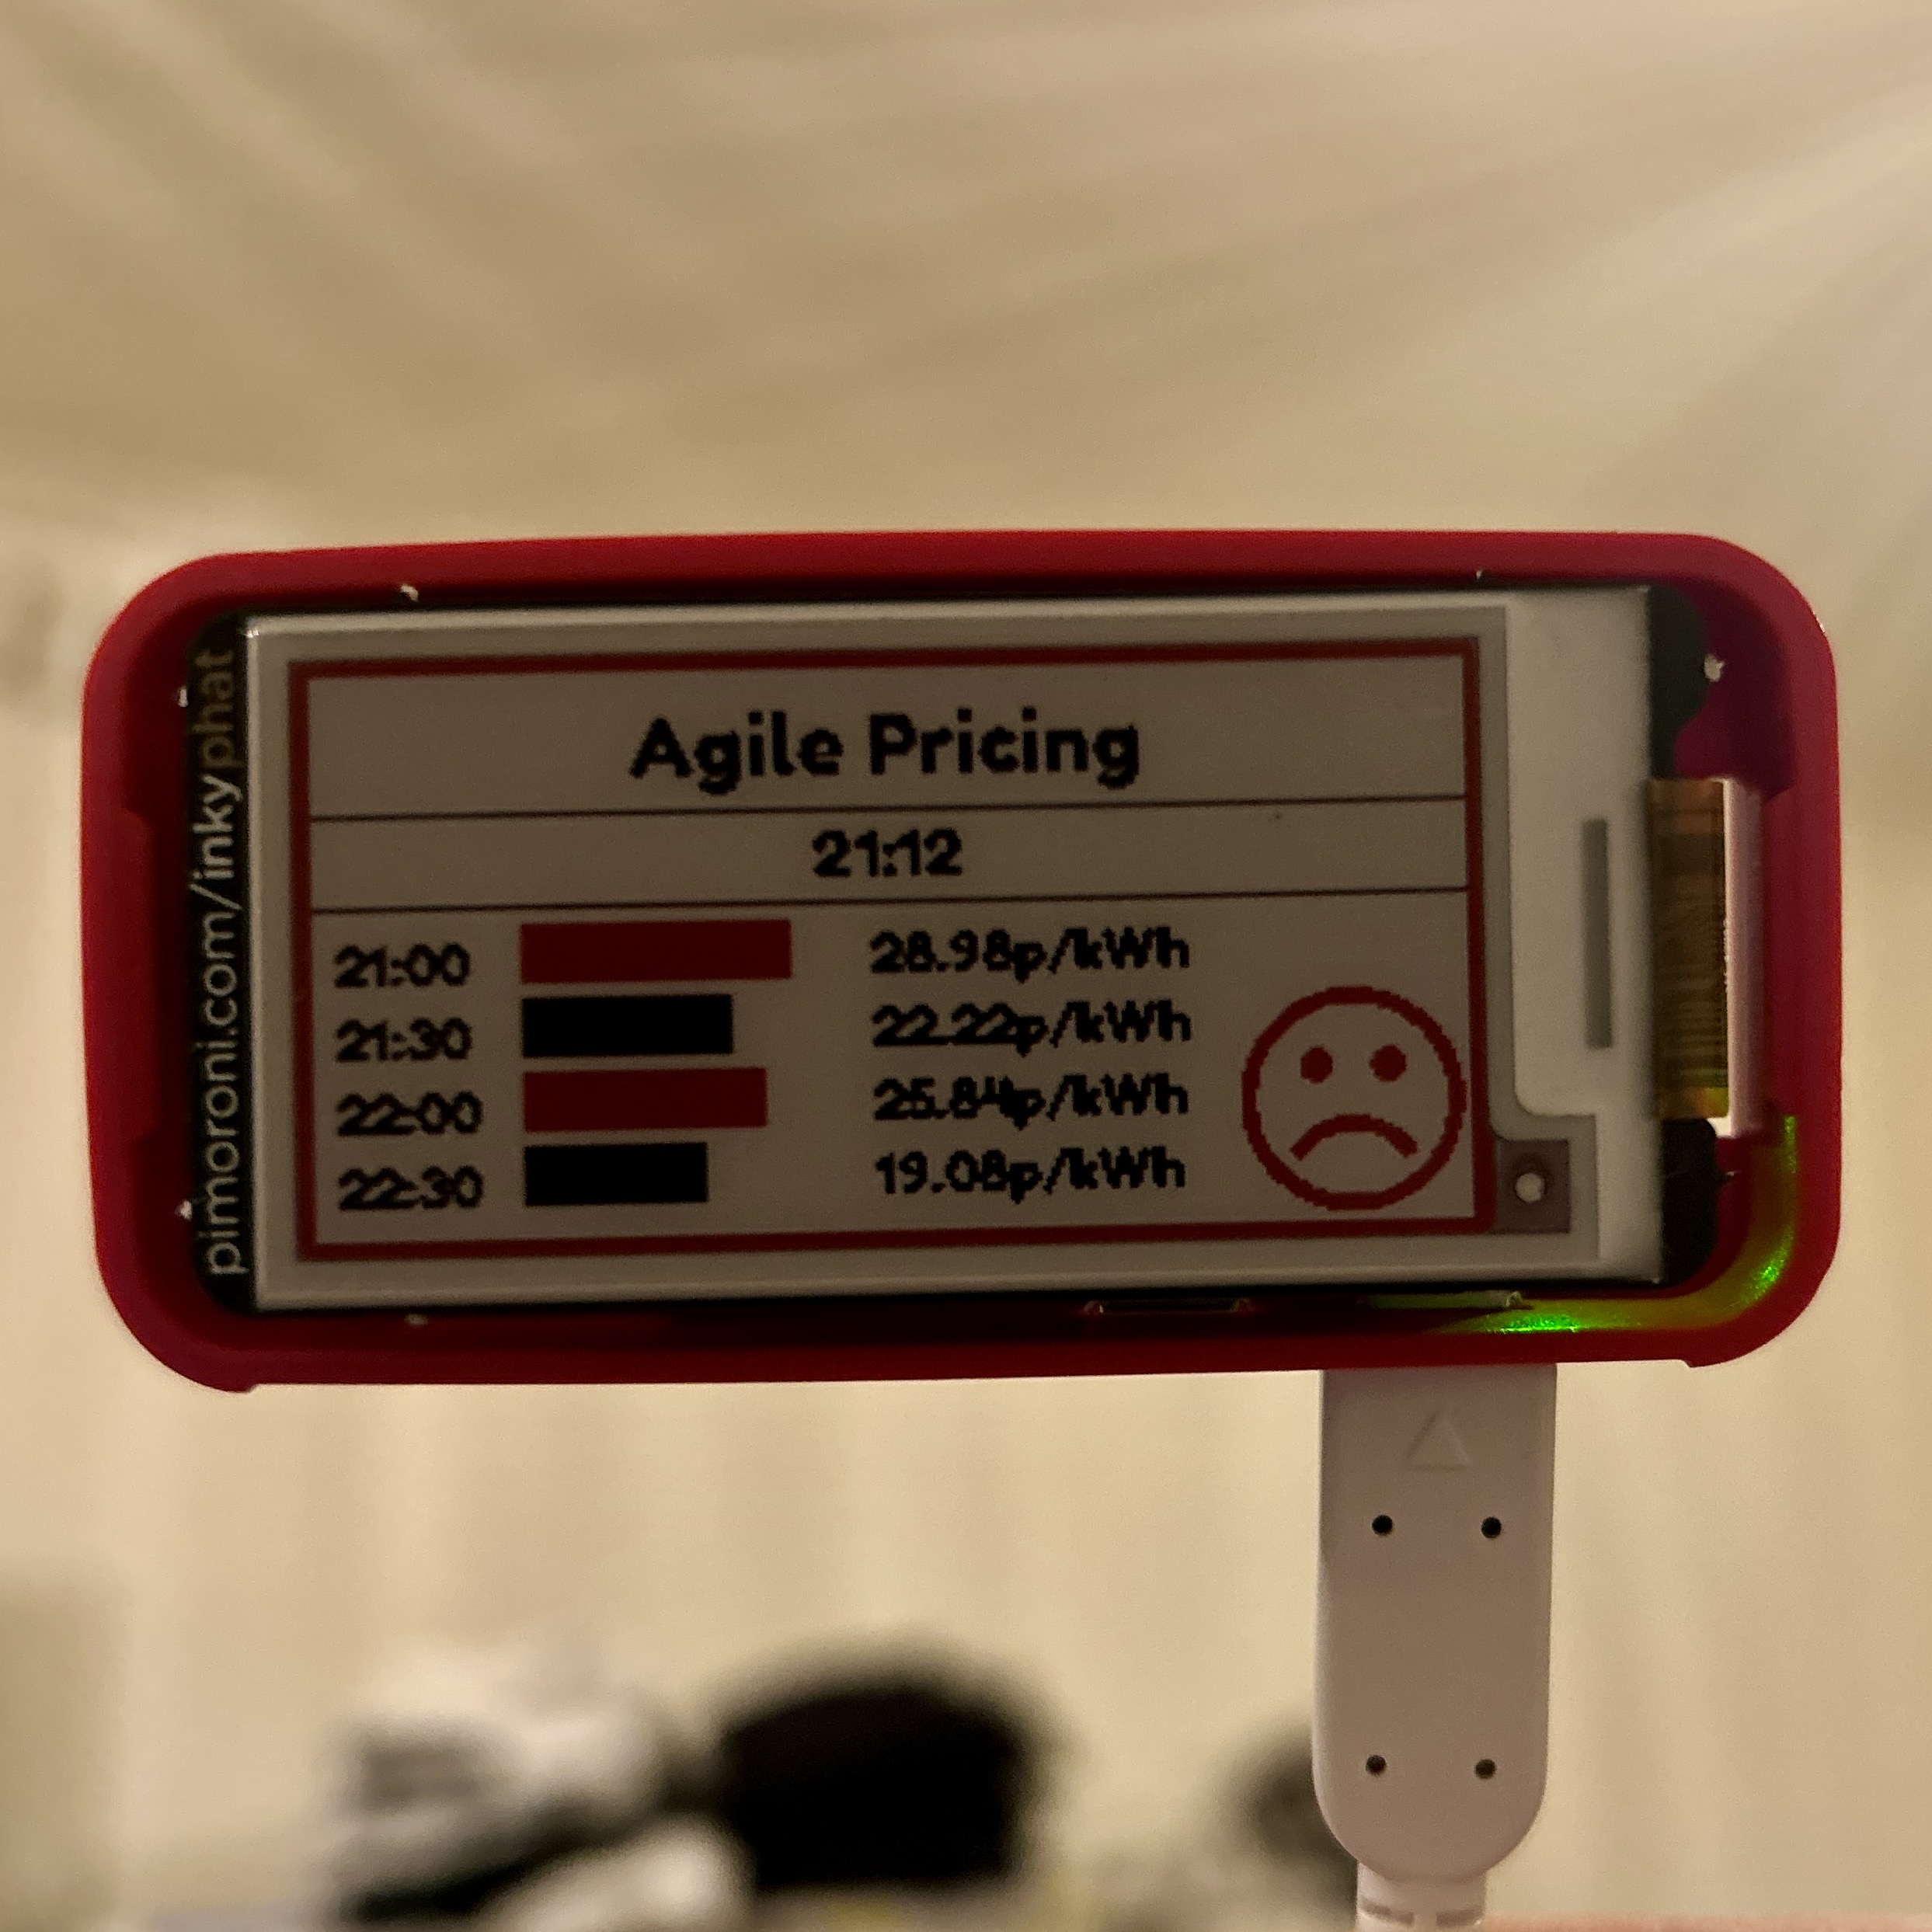 Agile Pricing
21:12
21:00 28.98p/kWh
21:30 22.22p/kWh
22:00 25.84p/kWh
22:30 19.08p/kWh
pimoroni.com/inkyphat